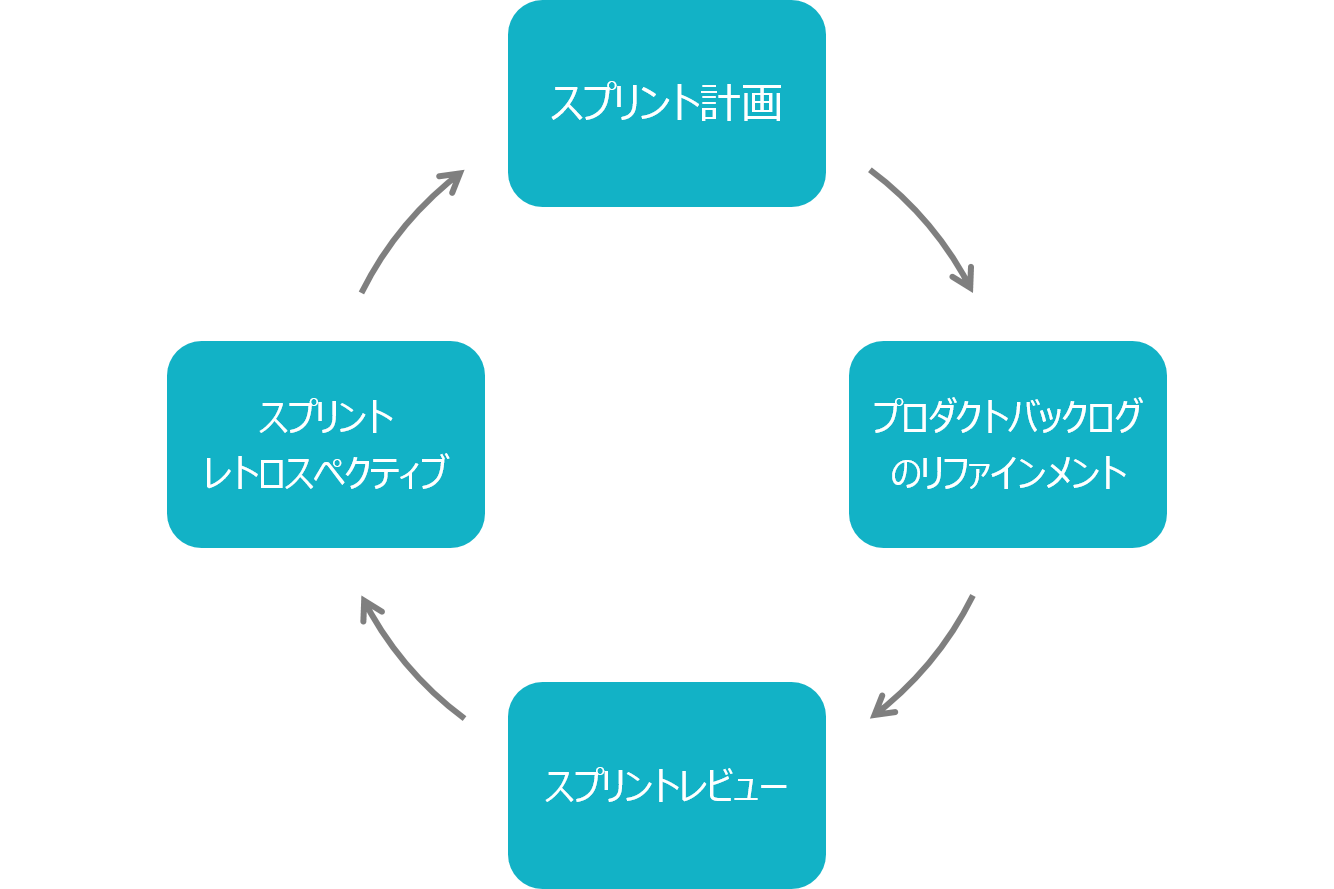 スプリント計画
スプリント
レトロスペクティブ
プロダクトバックログ
のリファインメント
スプリントレビュー